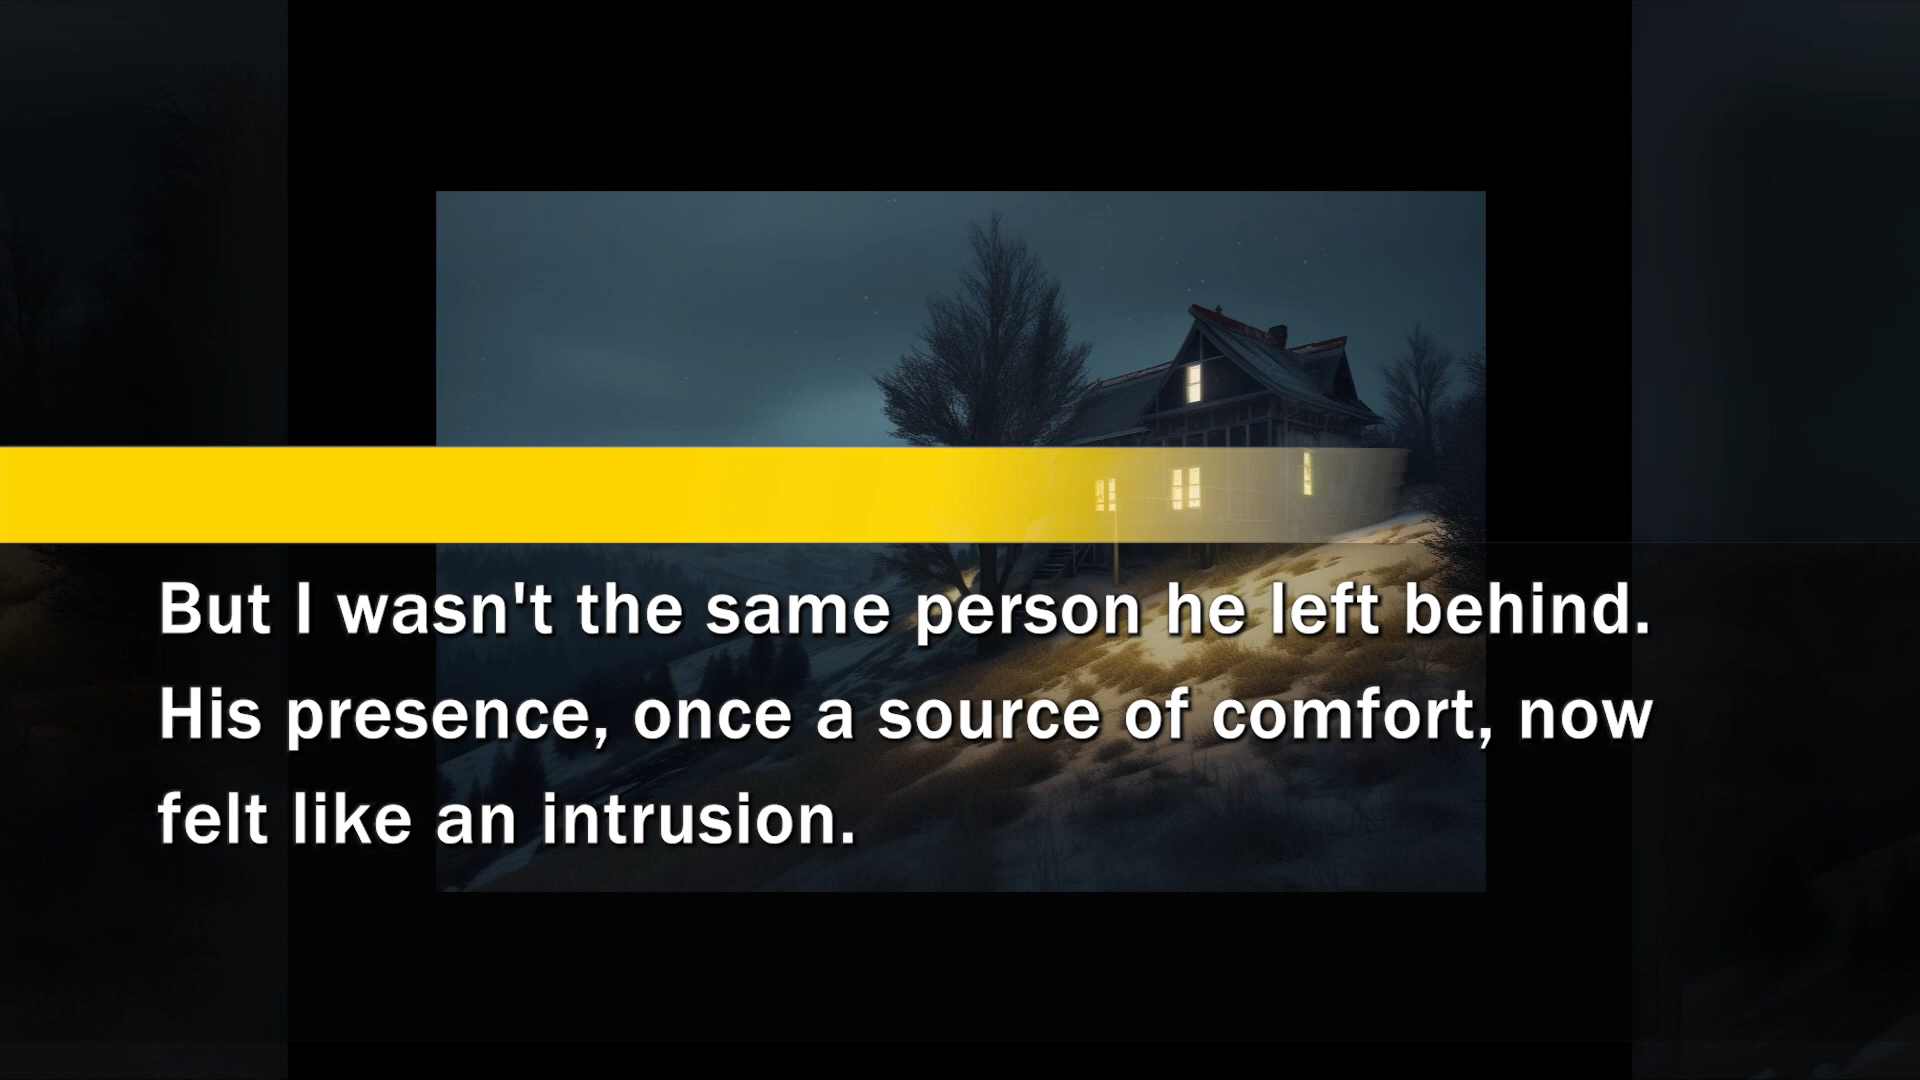 But I wasn't the same person he left behind.
His presence, once a source of comfort, now
felt like an intrusion.